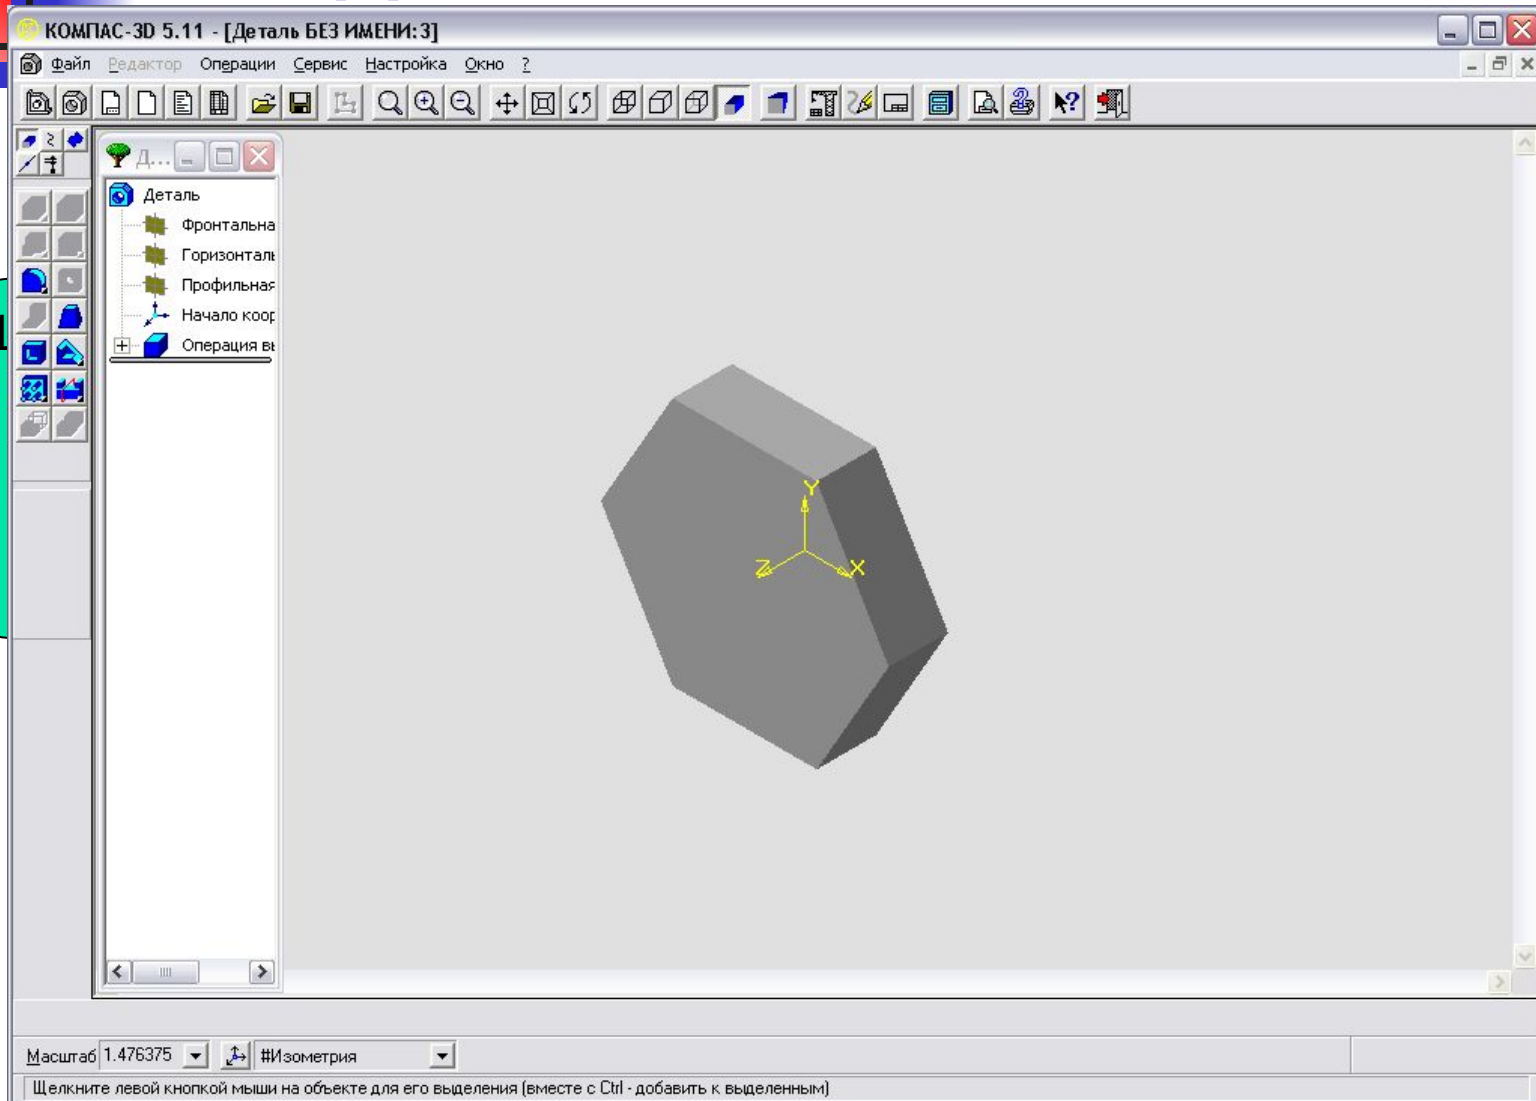 КОМПАС-3D 5.11 - [Деталь БЕЗ ИМЕНИ:3]
Файл Редактор Операции Сервис Настройка Окно ?
Д...
Деталь
Фронтальна
Горизонталь
Профильная
Начало коор
Операция вы
Y
Z X
Масштаб 1.476375 #Изометрия
Щелкните левой кнопкой мыши на объекте для его выделения (вместе с Ctrl - добавить к выделенным)